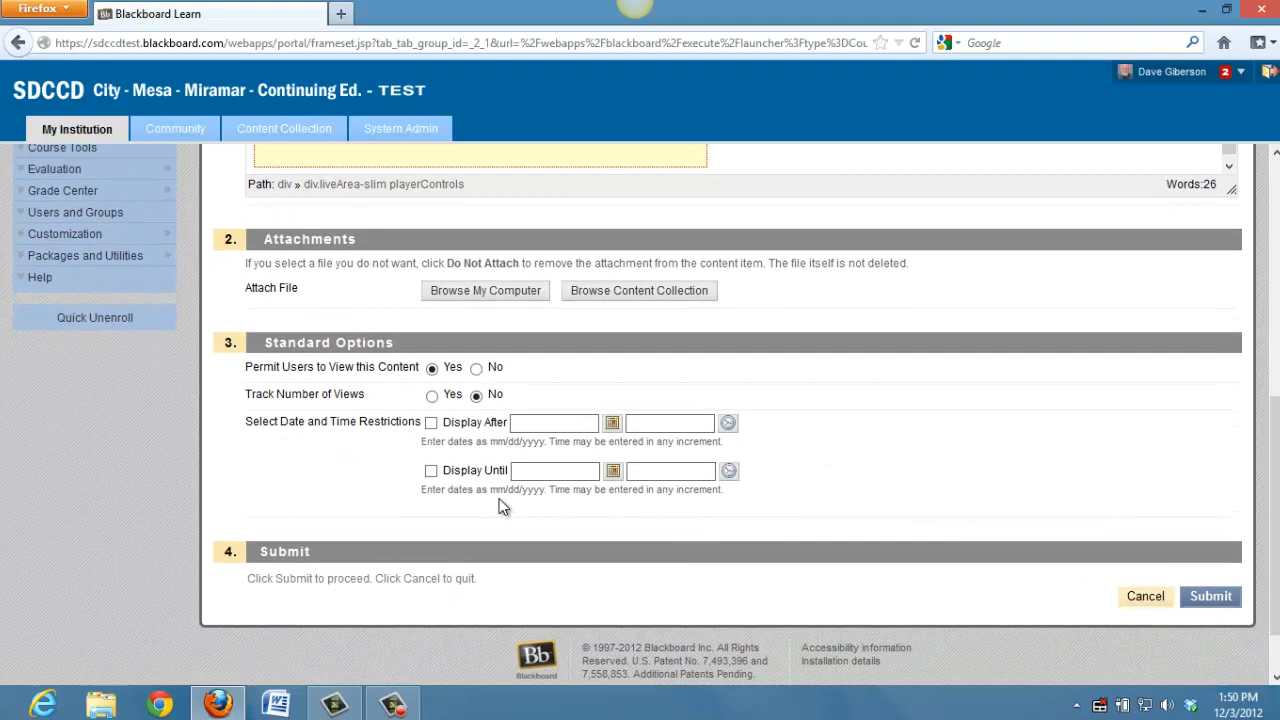 Firefox
Blackboard Learn
https://sdccdtest.blackboard.com/webapps/portal/frameset.jsp?tab_tab_group_id=_2_1&url=%2Fwebapps%2Fblackboard%2Fexecute%2Flauncher%3Ftype%3DCou
Google
Dave Giberson 2
SDCCD City - Mesa - Miramar - Continuing Ed. - TEST
My Institution Community Content Collection System Admin
Course Tools
Evaluation
Grade Center
Users and Groups
Customization
Packages and Utilities
Help
Quick Unenroll
Path: div » div.liveArea-slim playerControls Words:26
2. Attachments
If you select a file you do not want, click Do Not Attach to remove the attachment from the content item. The file itself is not deleted.
Attach File Browse My Computer Browse Content Collection
3. Standard Options
Permit Users to View this Content Yes No
Track Number of Views Yes No
Select Date and Time Restrictions Display After
Enter dates as mm/dd/yyyy. Time may be entered in any increment.
Display Until
Enter dates as mm/dd/yyyy. Time may be entered in any increment.
4. Submit
Click Submit to proceed. Click Cancel to quit.
Cancel Submit
Bb
Blackboard
© 1997-2012 Blackboard Inc. All Rights
Reserved. U.S. Patent No. 7,493,396 and
7,558,853. Additional Patents Pending.
Accessibility information
Installation details
1:50 PM
12/3/2012